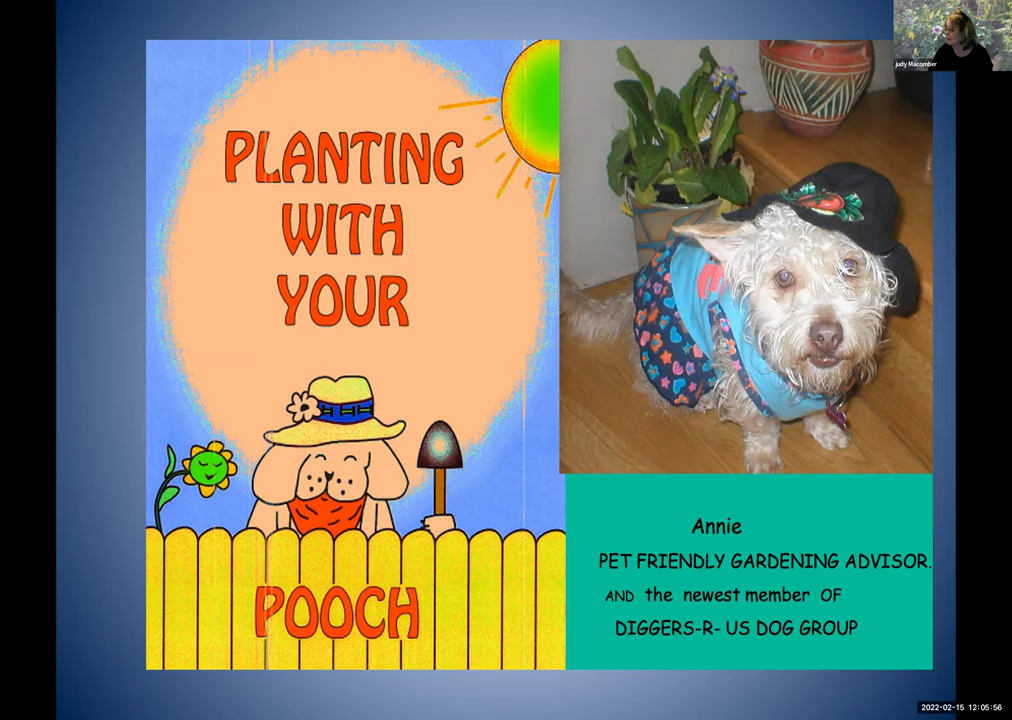 judy Macomber
PLANTING
WITH
YOUR
POOCH
Annie
PET FRIENDLY GARDENING ADVISOR.
AND the newest member OF
DIGGERS-R- US DOG GROUP
2022-02-15 12:05:56